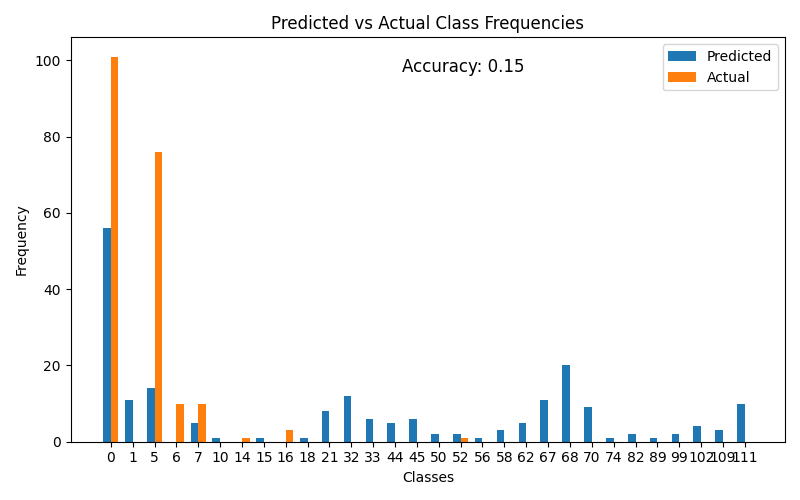 Predicted vs Actual Class Frequencies
Accuracy: 0.15
Predicted
Actual
100
80
60
40
20
0
Frequency
0 1 5 6 7 10 14 15 16 18 21 32 33 44 45 50 52 56 58 62 67 68 70 74 82 89 99 102 109 111
Classes